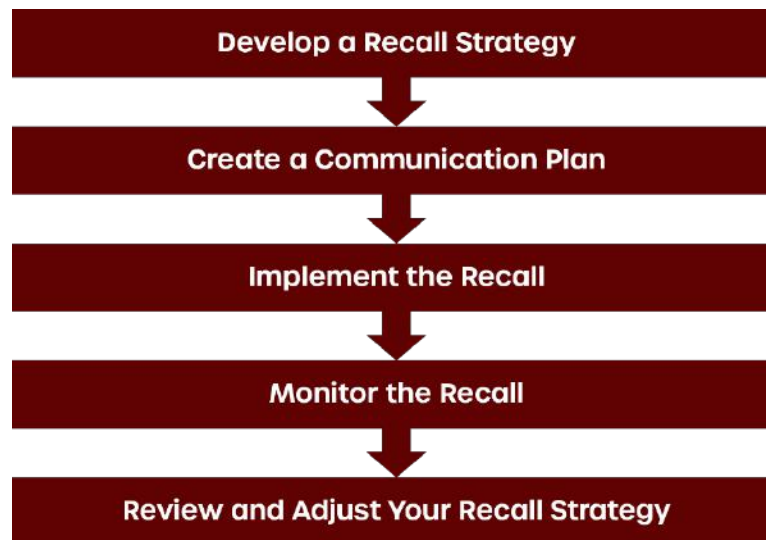 Develop a Recall Strategy
Create a Communication Plan
Implement the Recall
Monitor the Recall
Review and Adjust Your Recall Strategy